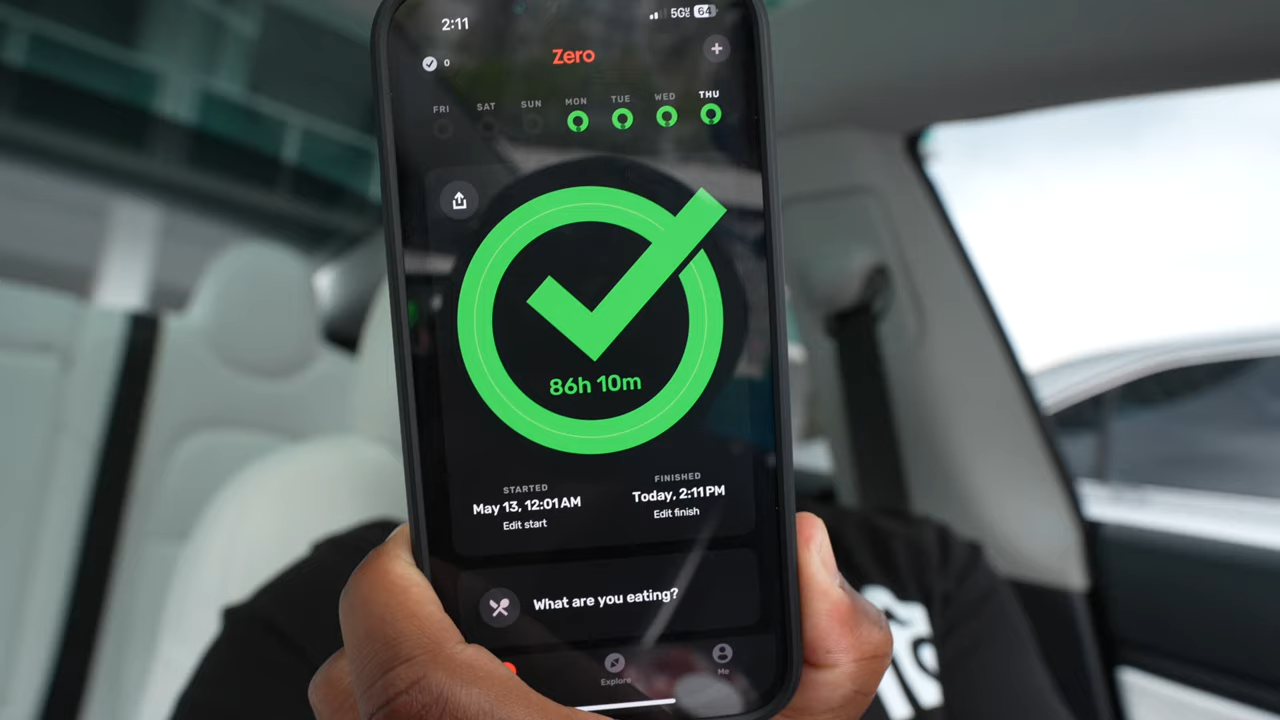 2:11
5G 64
0
Zero
+
FRI SAT SUN MON TUE WED THU
86h 10m
STARTED
May 13, 12:01 AM
Edit start
FINISHED
Today, 2:11 PM
Edit finish
What are you eating?
Explore
Me